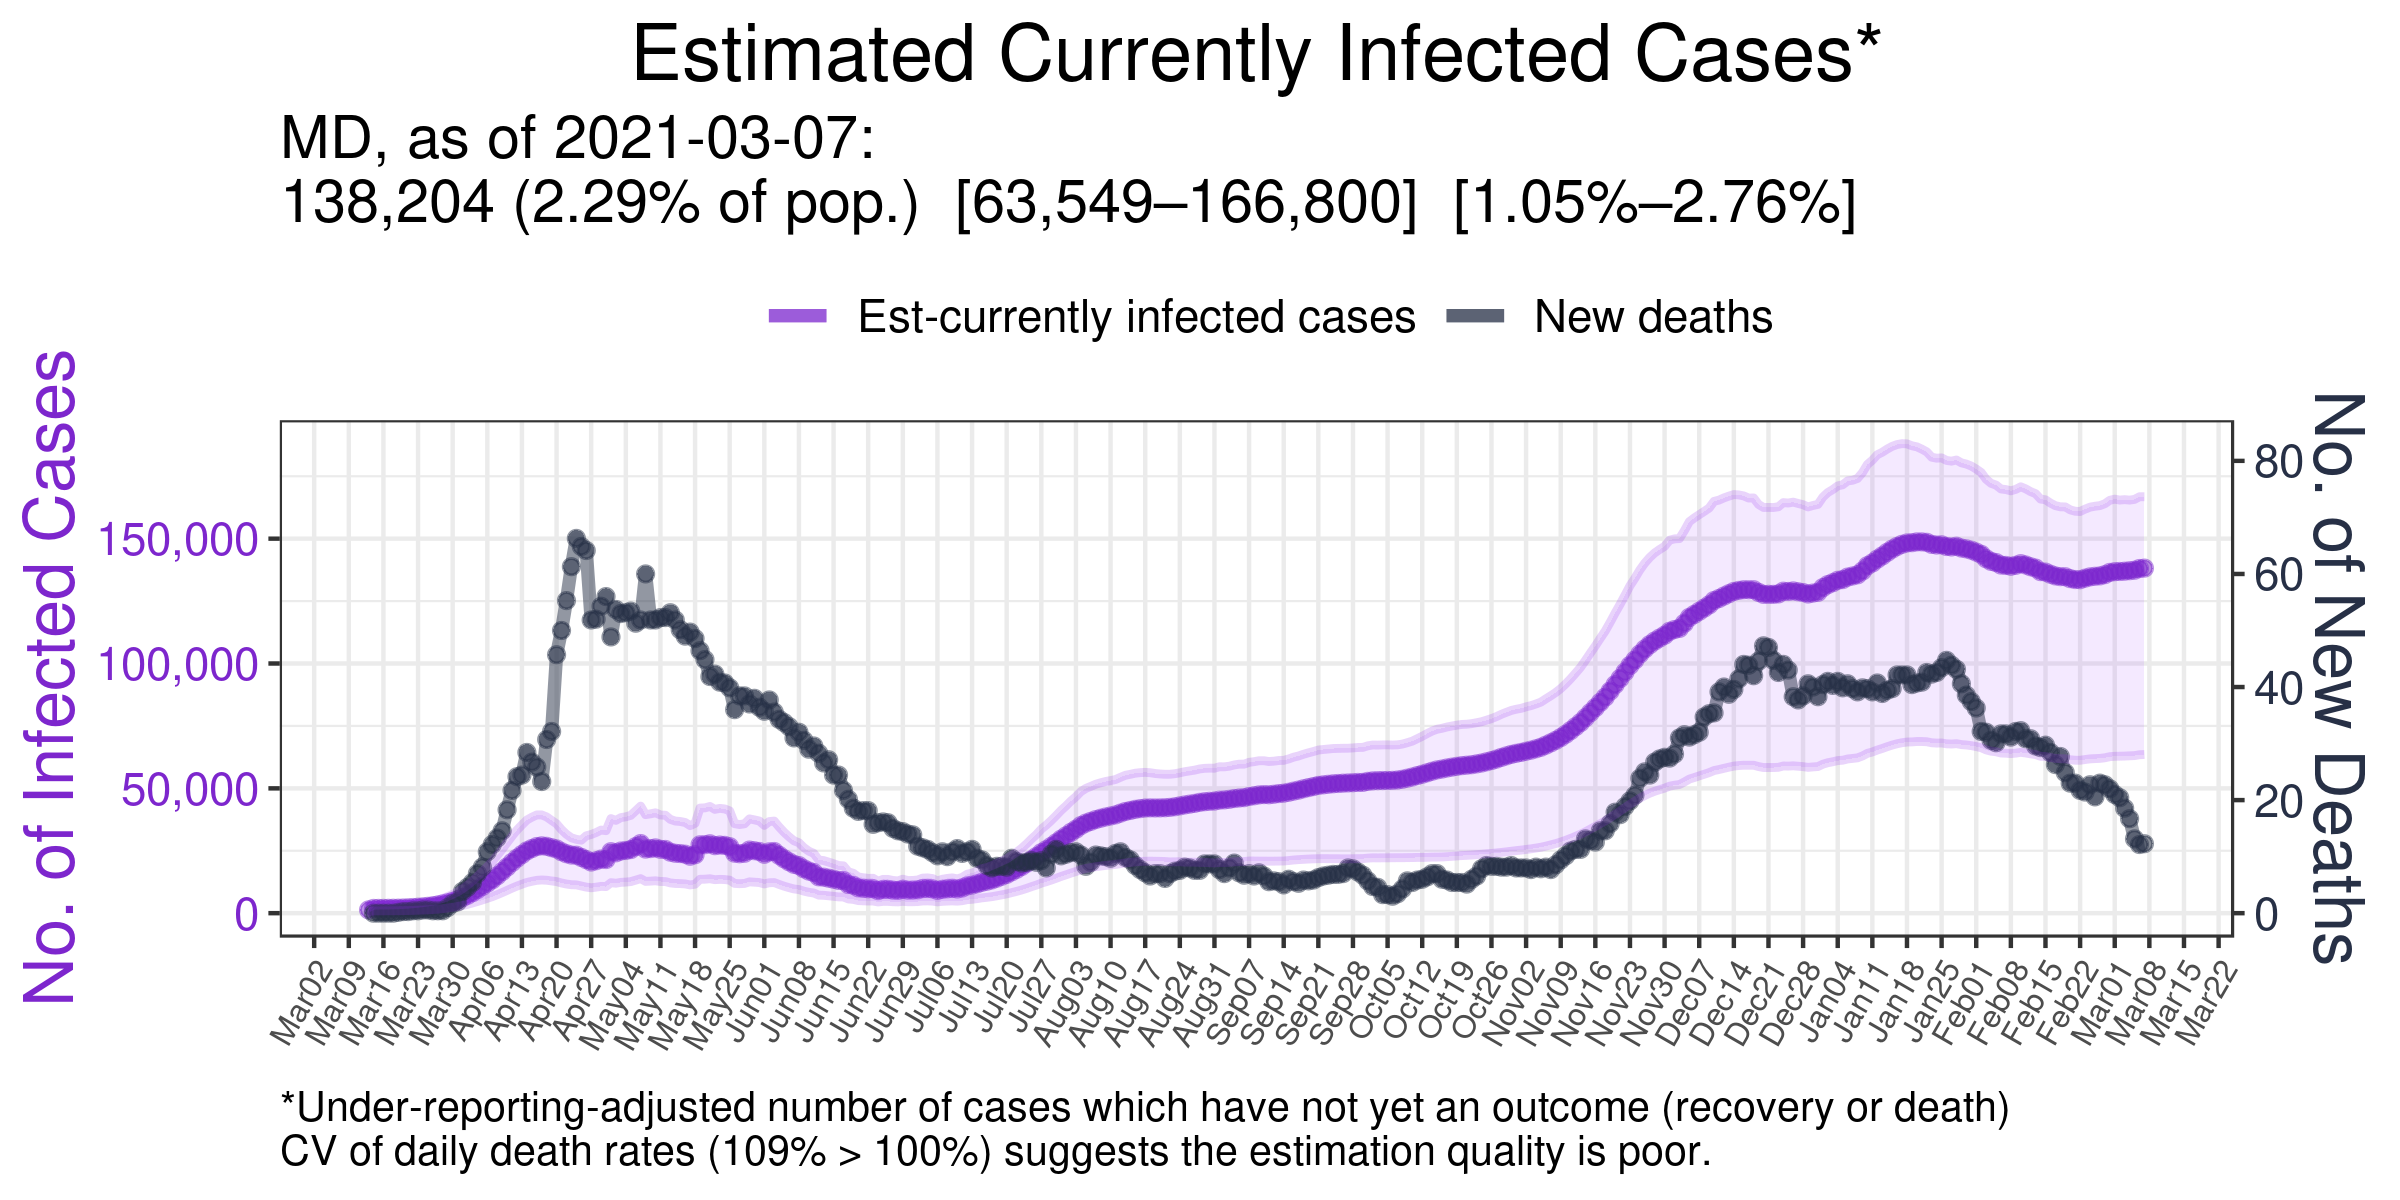 Estimated Currently Infected Cases*
MD, as of 2021-03-07:
138,204 (2.29% of pop.)  [63,549–166,800]  [1.05%–2.76%]
Est-currently infected cases
New deaths
No. of Infected Cases
150,000
100,000
50,000
0
80
60
40
20
0
No. of New Deaths
Mar02
Mar09
Mar16
Mar23
Mar30
Apr06
Apr13
Apr20
Apr27
May04
May11
May18
May25
Jun01
Jun08
Jun15
Jun22
Jun29
Jul06
Jul13
Jul20
Jul27
Aug03
Aug10
Aug17
Aug24
Aug31
Sep07
Sep14
Sep21
Sep28
Oct05
Oct12
Oct19
Oct26
Nov02
Nov09
Nov16
Nov23
Nov30
Dec07
Dec14
Dec21
Dec28
Jan04
Jan11
Jan18
Jan25
Feb01
Feb08
Feb15
Feb22
Mar01
Mar08
Mar15
Mar22
*Under-reporting-adjusted number of cases which have not yet an outcome (recovery or death)
CV of daily death rates (109% > 100%) suggests the estimation quality is poor.